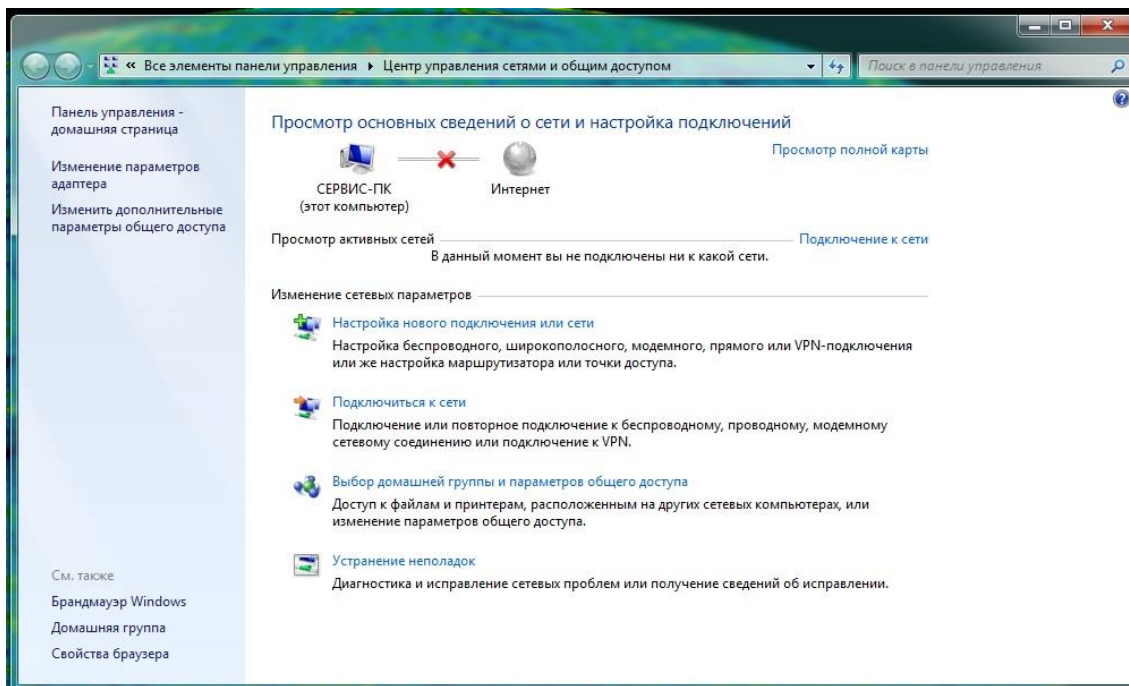 « Все элементы панели управления ▸ Центр управления сетями и общим доступом
Поиск в панели управления
Панель управления -
домашняя страница
Изменение параметров
адаптера
Изменить дополнительные
параметры общего доступа
Просмотр основных сведений о сети и настройка подключений
Просмотр полной карты
СЕРВИС-ПК
(этот компьютер)
Интернет
Просмотр активных сетей
Подключение к сети
В данный момент вы не подключены ни к какой сети.
Изменение сетевых параметров
Настройка нового подключения или сети
Настройка беспроводного, широкополосного, модемного, прямого или VPN-подключения
или же настройка маршрутизатора или точки доступа.
Подключиться к сети
Подключение или повторное подключение к беспроводному, проводному, модемному
сетевому соединению или подключение к VPN.
Выбор домашней группы и параметров общего доступа
Доступ к файлам и принтерам, расположенным на других сетевых компьютерах, или
изменение параметров общего доступа.
Устранение неполадок
Диагностика и исправление сетевых проблем или получение сведений об исправлении.
См. также
Брандмауэр Windows
Домашняя группа
Свойства браузера